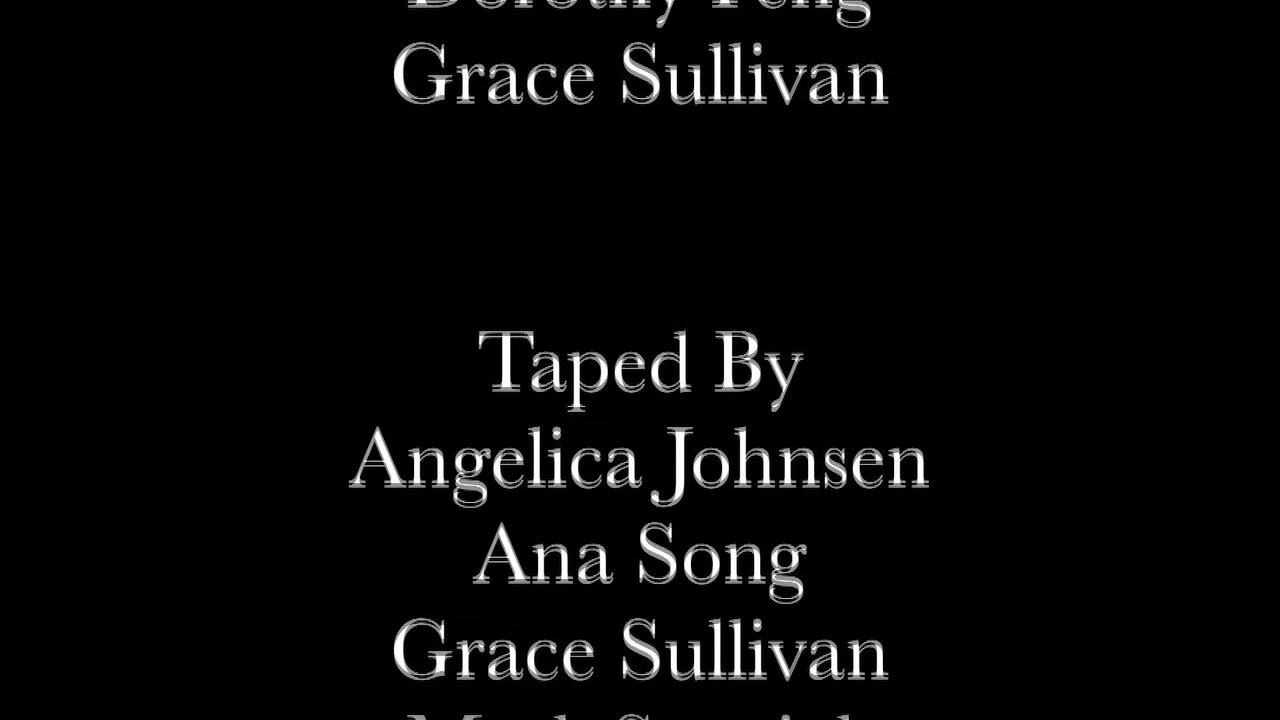 Grace Sullivan
Taped By
Angelica Johnsen
Ana Song
Grace Sullivan